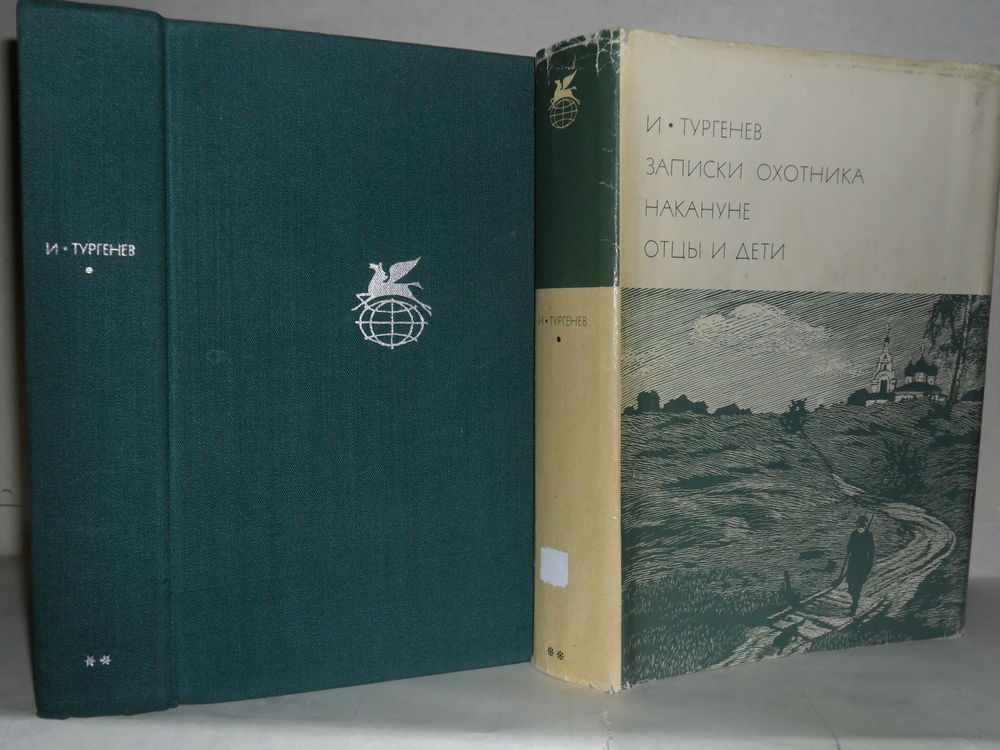 И • ТУРГЕНЕВ
И • ТУРГЕНЕВ
ЗАПИСКИ ОХОТНИКА
НАКАНУНЕ
ОТЦЫ И ДЕТИ
И • ТУРГЕНЕВ